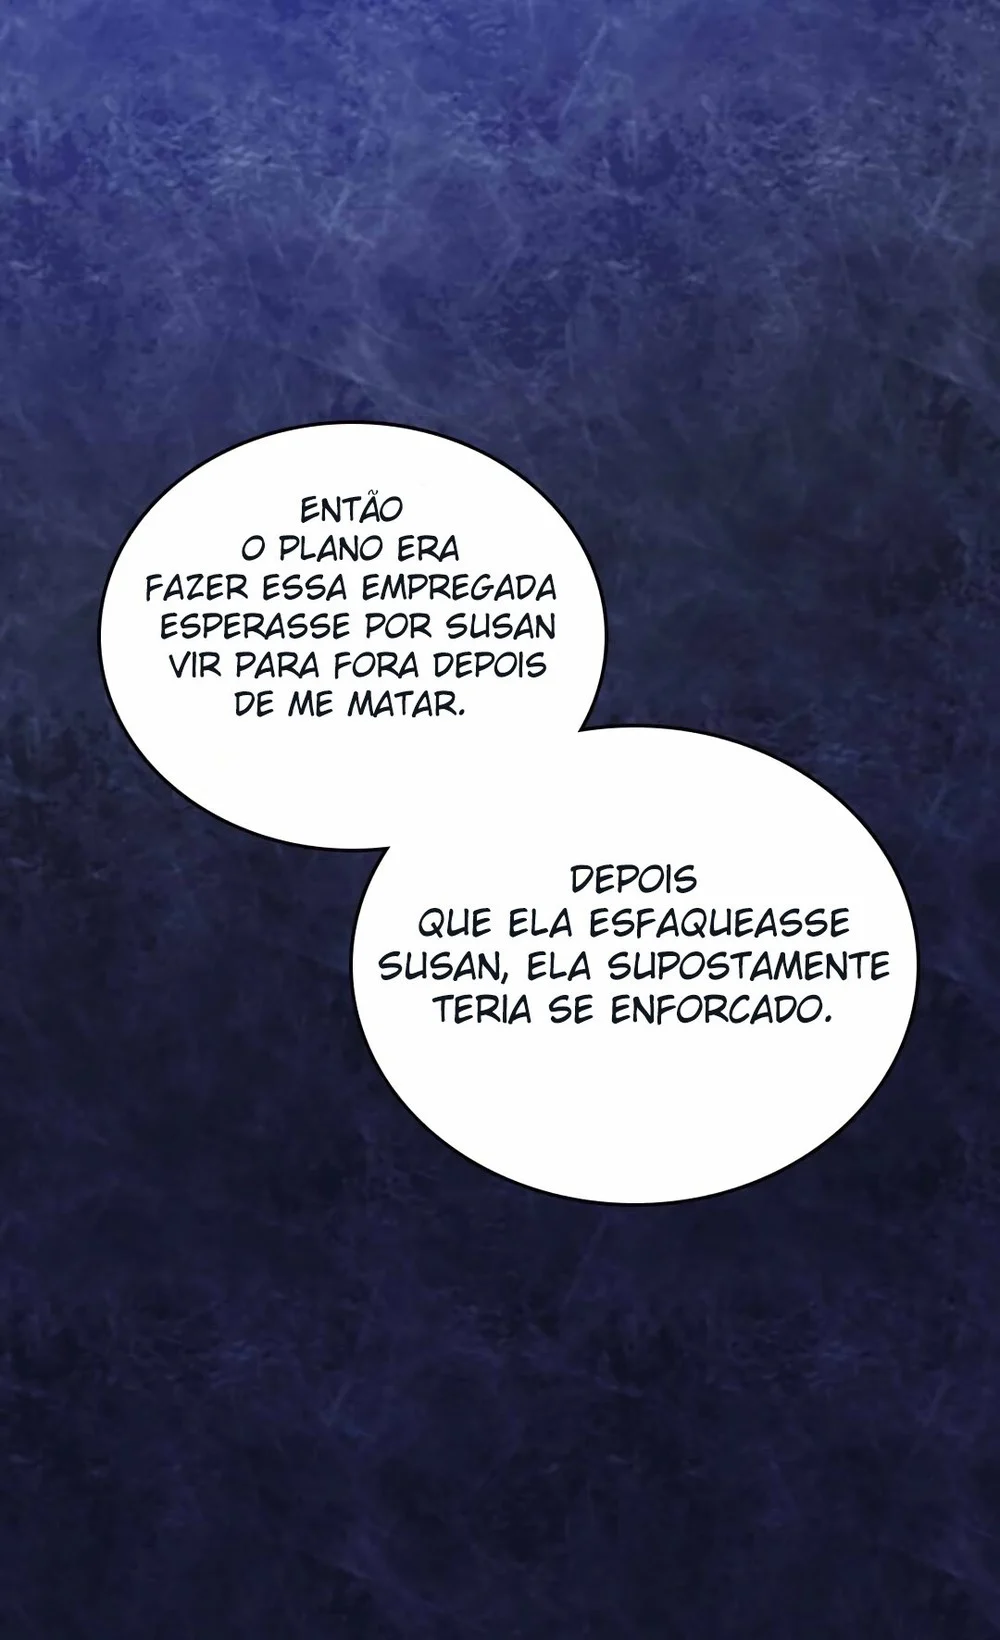 ENTÃO
O PLANO ERA
FAZER ESSA EMPREGADA
ESPERASSE POR SUSAN
VIR PARA FORA DEPOIS
DE ME MATAR.
DEPOIS
QUE ELA ESFAQUEASSE
SUSAN, ELA SUPOSTAMENTE
TERIA SE ENFORCADO.